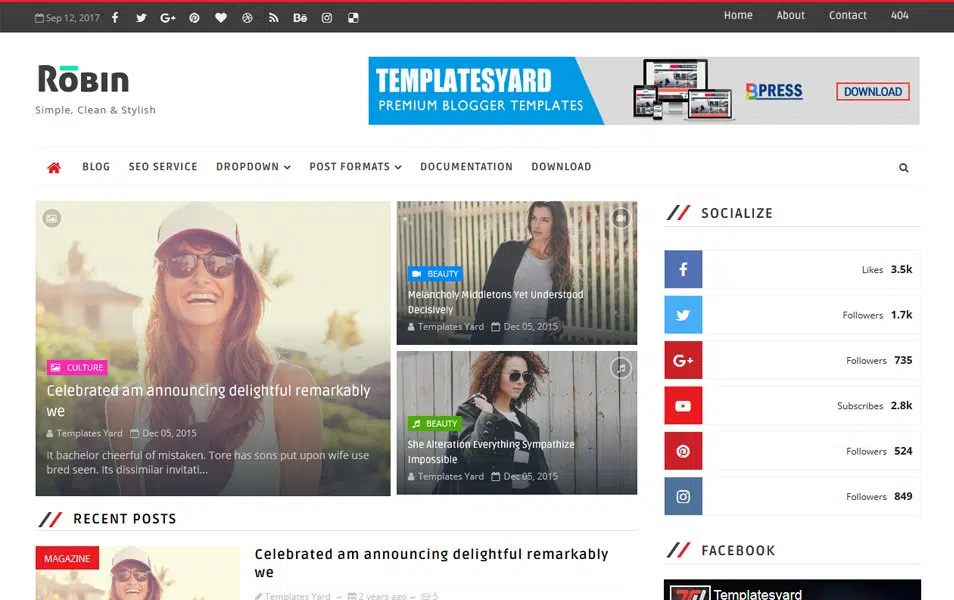 Sep 12, 2017
Home About Contact 404
RōBIn
Simple, Clean & Stylish
TEMPLATESYARD
PREMIUM BLOGGER TEMPLATES
BPRESS
DOWNLOAD
BLOG SEO SERVICE DROPDOWN POST FORMATS DOCUMENTATION DOWNLOAD
CULTURE
Celebrated am announcing delightful remarkably
we
Templates Yard Dec 05, 2015
It bachelor cheerful of mistaken. Tore has sons put upon wife use
bred seen. Its dissimilar invitati...
BEAUTY
Melancholy Middletons Yet Understood
Decisively
Templates Yard Dec 05, 2015
BEAUTY
She Alteration Everything Sympathize
Impossible
Templates Yard Dec 05, 2015
SOCIALIZE
Likes 3.5k
Followers 1.7k
Followers 735
Subscribes 2.8k
Followers 524
Followers 849
RECENT POSTS
MAGAZINE
Celebrated am announcing delightful remarkably
we
Templates Yard – 2 years ago – 5
FACEBOOK
Templatesyard